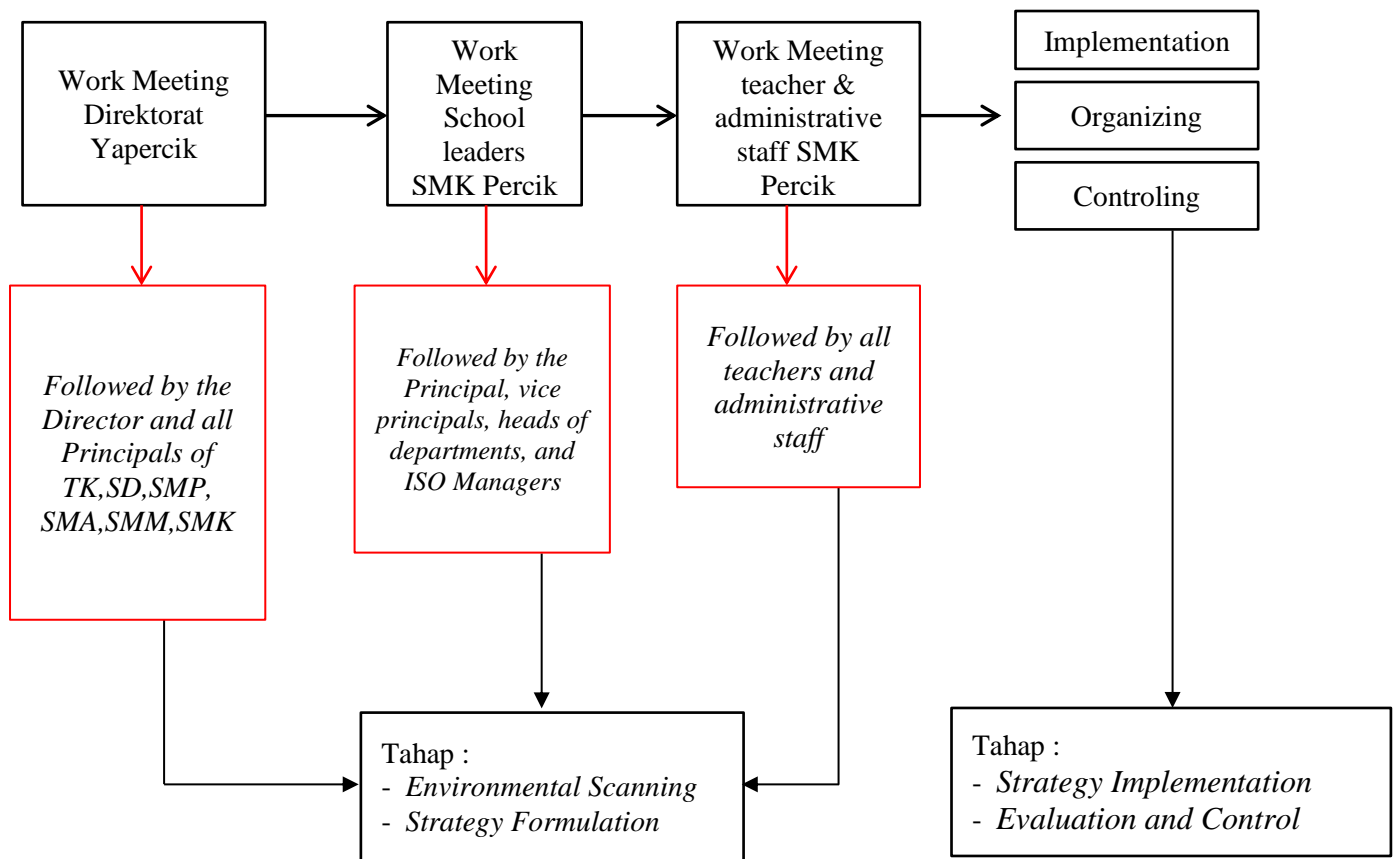 Work Meeting
Direktorat
Yapercik
Work
Meeting
School
leaders
SMK Percik
Work Meeting
teacher &
administrative
staff SMK
Percik
Implementation
Organizing
Controling
Followed by the
Director and all
Principals of
TK,SD,SMP,
SMA,SMM,SMK
Followed by the
Principal, vice
principals, heads of
departments, and
ISO Managers
Followed by all
teachers and
administrative
staff
Tahap :
- Environmental Scanning
- Strategy Formulation
Tahap :
- Strategy Implementation
- Evaluation and Control